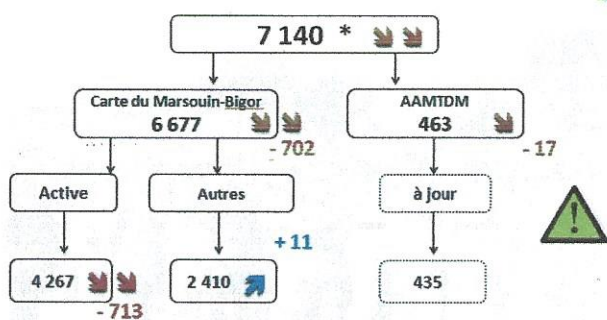 7 140 *
Carte du Marsouin-Bigor
6 677
- 702
AAMTDM
463
- 17
Active
Autres
à jour
+ 11
4 267
- 713
2 410
435
!